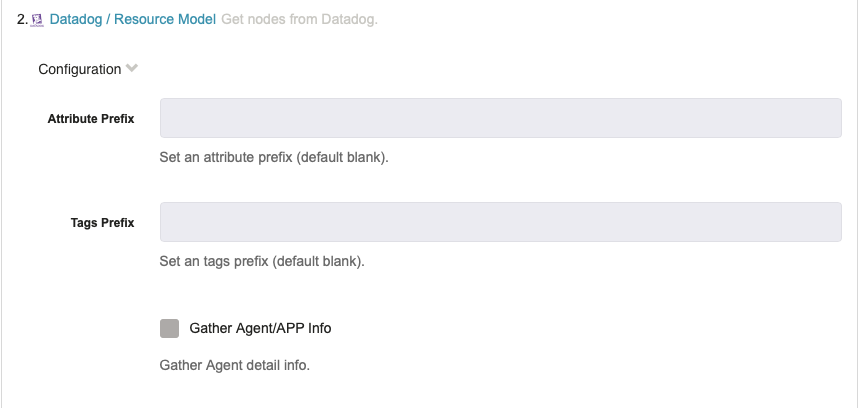 2. Datadog / Resource Model Get nodes from Datadog.
Configuration
Attribute Prefix
Set an attribute prefix (default blank).
Tags Prefix
Set an tags prefix (default blank).
Gather Agent/APP Info
Gather Agent detail info.